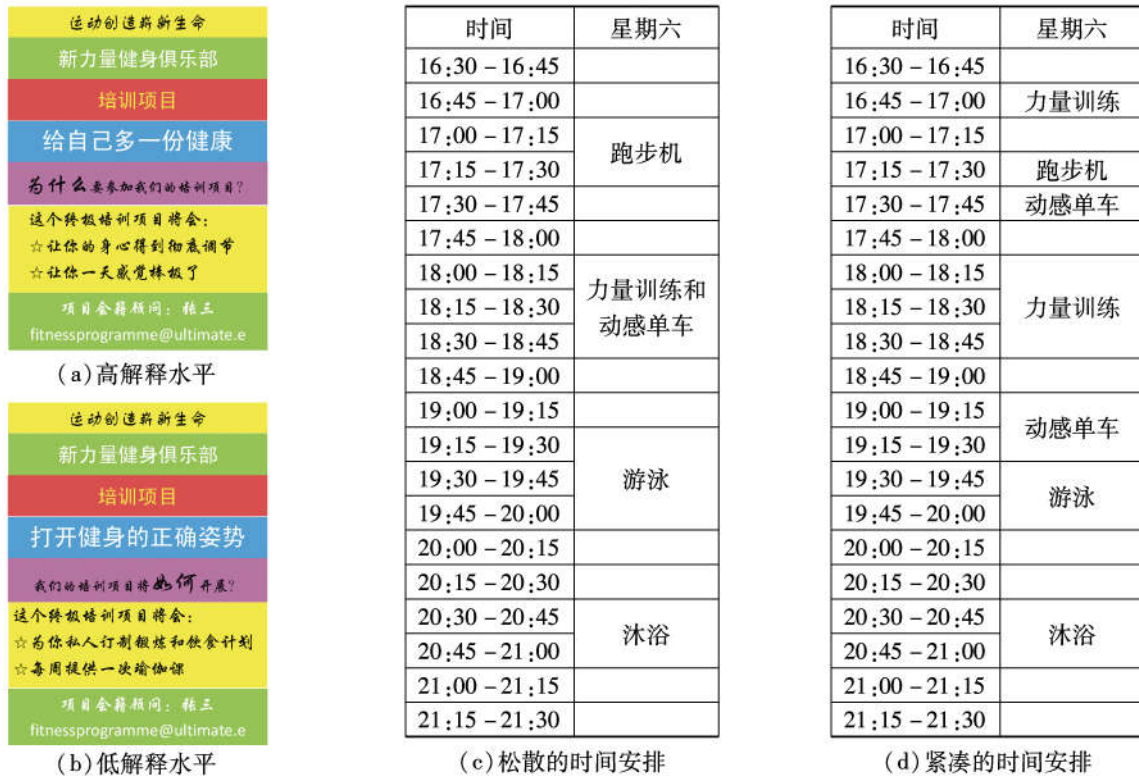 运动创造崭新生命
新力量健身俱乐部
培训项目
给自己多一份健康
为什么要参加我们的培训项目?
这个终极培训项目将会:
☆让你的身心得到彻底调节
☆让你一天感觉棒极了
项目会籍顾问: 张三
fitnessprogramme@ultimate.e
(a)高解释水平
运动创造崭新生命
新力量健身俱乐部
培训项目
打开健身的正确姿势
我们的培训项目将如何开展?
这个终极培训项目将会:
☆为你私人订制锻炼和饮食计划
☆每周提供一次瑜伽课
项目会籍顾问: 张三
fitnessprogramme@ultimate.e
(b)低解释水平
时间 星期六
16:30-16:45
16:45-17:00
17:00-17:15
跑步机
17:15-17:30
17:30-17:45
17:45-18:00
18:00-18:15
力量训练和
18:15-18:30
动感单车
18:30-18:45
18:45-19:00
19:00-19:15
19:15-19:30
19:30-19:45 游泳
19:45-20:00
20:00-20:15
20:15-20:30
20:30-20:45
沐浴
20:45-21:00
21:00-21:15
21:15-21:30
(c)松散的时间安排
时间 星期六
16:30-16:45
16:45-17:00 力量训练
17:00-17:15
17:15-17:30 跑步机
17:30-17:45 动感单车
17:45-18:00
18:00-18:15
18:15-18:30 力量训练
18:30-18:45
18:45-19:00
19:00-19:15
动感单车
19:15-19:30
19:30-19:45
游泳
19:45-20:00
20:00-20:15
20:15-20:30
20:30-20:45
沐浴
20:45-21:00
21:00-21:15
21:15-21:30
(d)紧凑的时间安排